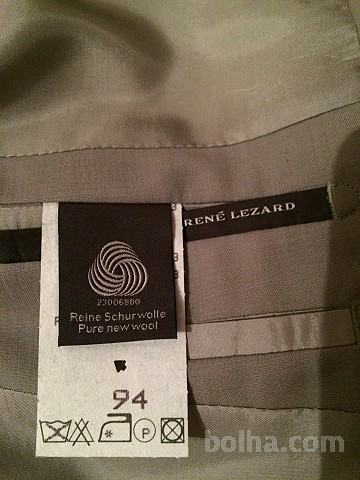 RENÉ LEZARD
23006880
Reine Schurwolle
Pure new wool
94
P
bolha.com